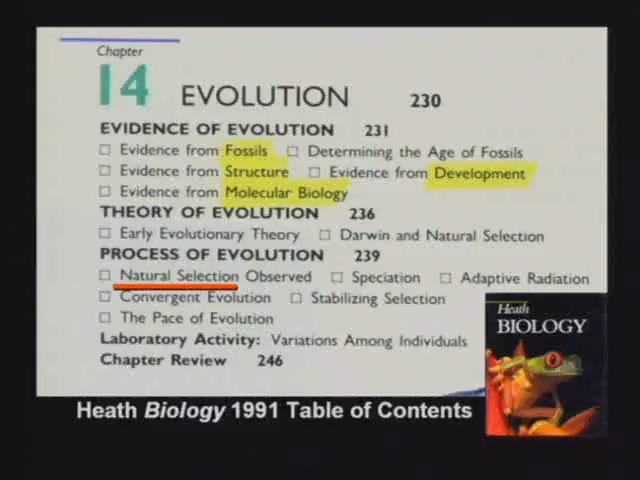 Chapter
14 EVOLUTION 230
EVIDENCE OF EVOLUTION 231
□ Evidence from Fossils □ Determining the Age of Fossils
□ Evidence from Structure □ Evidence from Development
□ Evidence from Molecular Biology
THEORY OF EVOLUTION 236
□ Early Evolutionary Theory □ Darwin and Natural Selection
PROCESS OF EVOLUTION 239
□ Natural Selection Observed □ Speciation □ Adaptive Radiation
□ Convergent Evolution □ Stabilizing Selection
□ The Pace of Evolution
Laboratory Activity: Variations Among Individuals
Chapter Review 246
Heath
BIOLOGY
Heath Biology 1991 Table of Contents